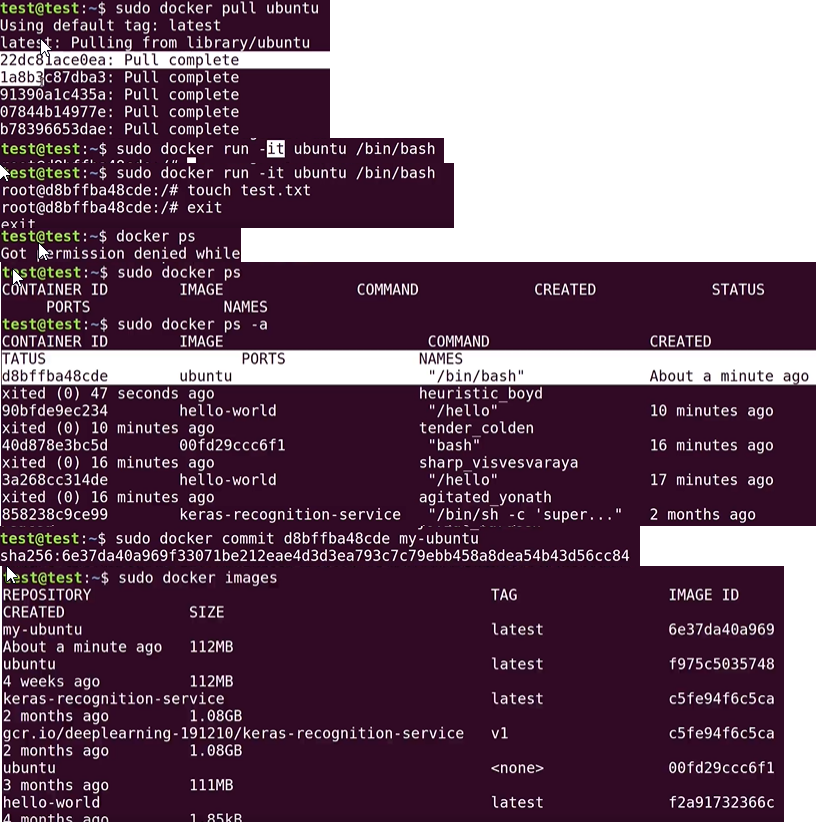 test@test:~$ sudo docker pull ubuntu
Using default tag: latest
latest: Pulling from library/ubuntu
22dc81ace0ea: Pull complete
1a8b3c87dba3: Pull complete
91390a1c435a: Pull complete
07844b14977e: Pull complete
b78396653dae: Pull complete
test@test:~$ sudo docker run -it ubuntu /bin/bash
test@test:~$ sudo docker run -it ubuntu /bin/bash
root@d8bffba48cde:/# touch test.txt
root@d8bffba48cde:/# exit
exit
test@test:~$ docker ps
Got permission denied while
test@test:~$ sudo docker ps
CONTAINER ID IMAGE COMMAND CREATED STATUS
PORTS NAMES
test@test:~$ sudo docker ps -a
CONTAINER ID IMAGE COMMAND CREATED
TATUS PORTS NAMES
d8bffba48cde ubuntu "/bin/bash" About a minute ago
xited (0) 47 seconds ago heuristic_boyd
90bfde9ec234 hello-world "/hello" 10 minutes ago
xited (0) 10 minutes ago tender_colden
40d878e3bc5d 00fd29ccc6f1 "bash" 16 minutes ago
xited (0) 16 minutes ago sharp_visvesvaraya
3a268cc314de hello-world "/hello" 17 minutes ago
xited (0) 16 minutes ago agitated_yonath
858238c9ce99 keras-recognition-service "/bin/sh -c 'super..." 2 months ago
test@test:~$ sudo docker commit d8bffba48cde my-ubuntu
sha256:6e37da40a969f33071be212eae4d3d3ea793c7c79ebb458a8dea54b43d56cc84
test@test:~$ sudo docker images
REPOSITORY TAG IMAGE ID
CREATED SIZE
my-ubuntu latest 6e37da40a969
About a minute ago 112MB
ubuntu latest f975c5035748
4 weeks ago 112MB
keras-recognition-service latest c5fe94f6c5ca
2 months ago 1.08GB
gcr.io/deeplearning-191210/keras-recognition-service v1 c5fe94f6c5ca
2 months ago 1.08GB
ubuntu <none> 00fd29ccc6f1
3 months ago 111MB
hello-world latest f2a91732366c
4 months ago 1.85kB